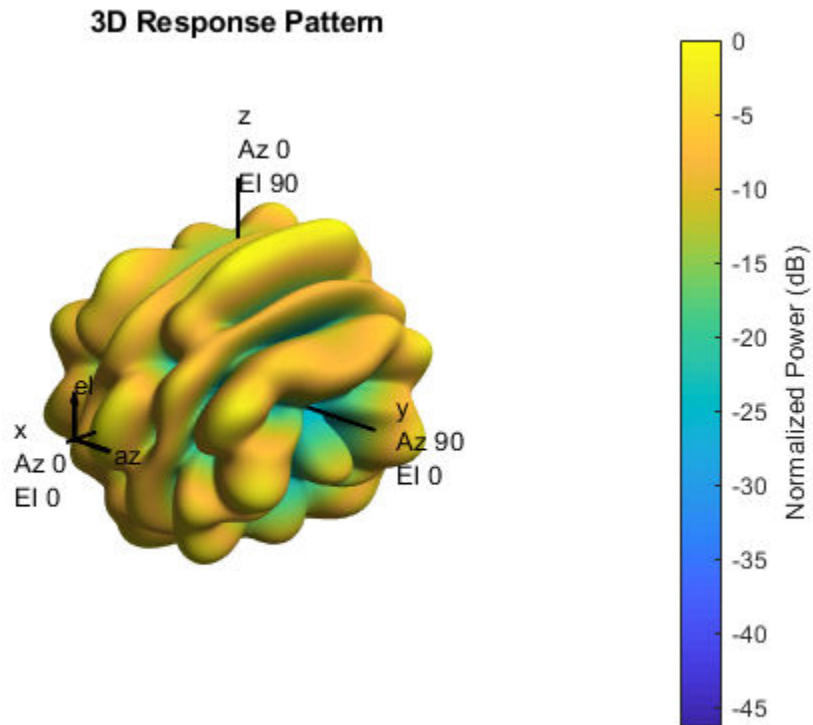 3D Response Pattern
z
Az 0
El 90
el
x
Az 0
El 0
az
y
Az 90
El 0
0
-5
-10
-15
-20
-25
-30
-35
-40
-45
Normalized Power (dB)